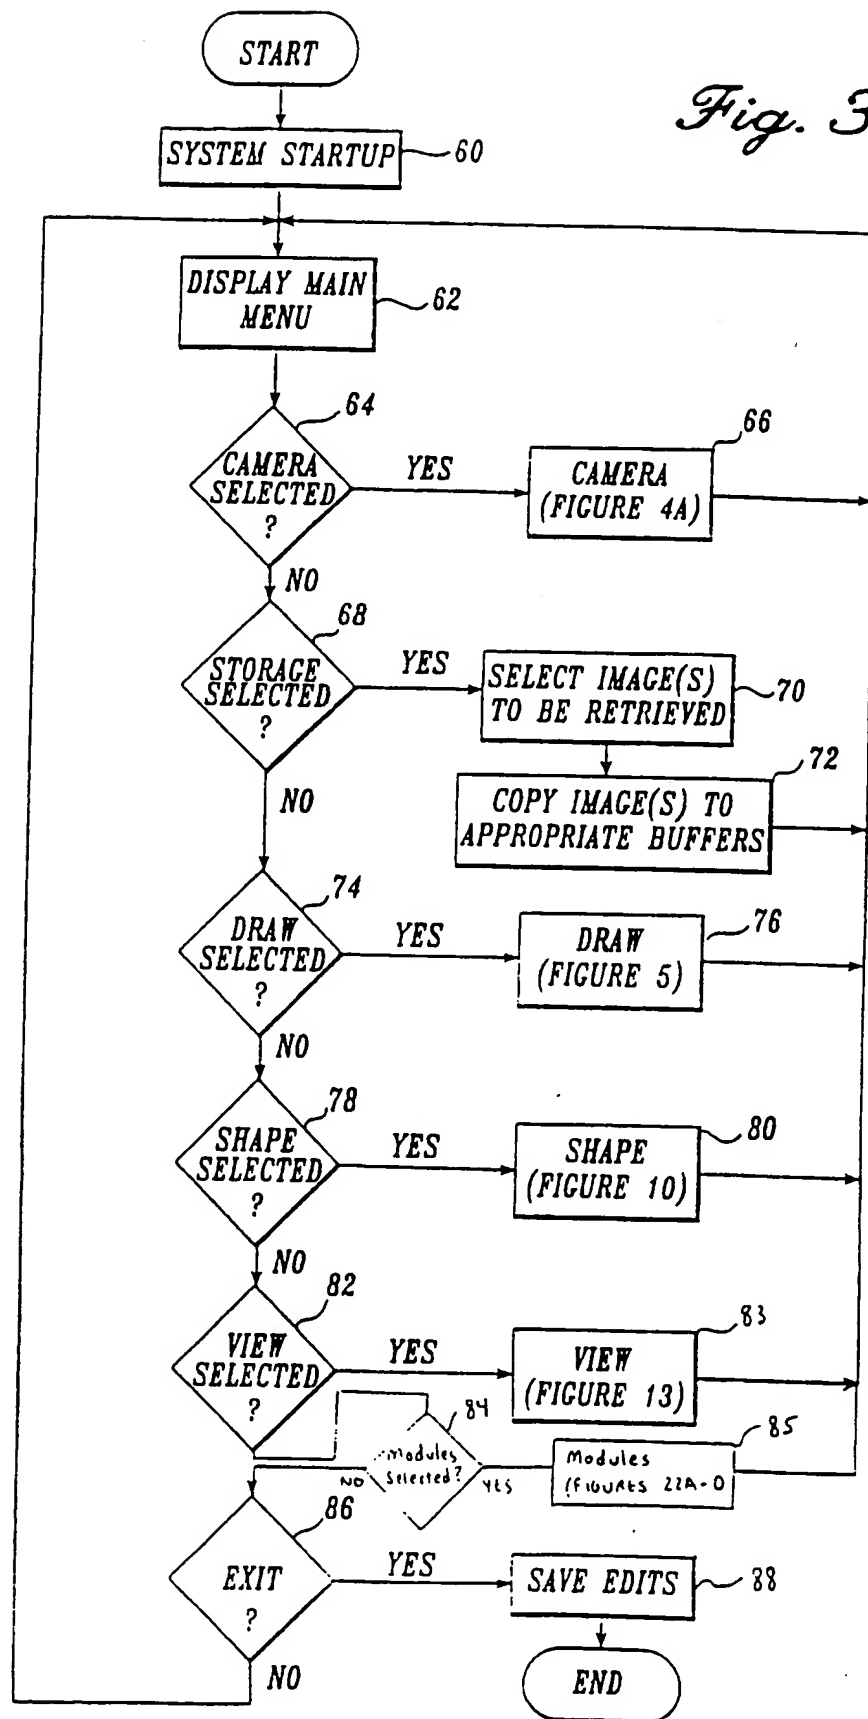 START
Fig. 3
SYSTEM STARTUP
60
DISPLAY MAIN
MENU
62
64
CAMERA
SELECTED
?
YES
CAMERA
(FIGURE 4A)
66
NO
68
STORAGE
SELECTED
?
YES
SELECT IMAGE(S)
TO BE RETRIEVED
70
72
COPY IMAGE(S) TO
APPROPRIATE BUFFERS
NO
74
DRAW
SELECTED
?
YES
DRAW
(FIGURE 5)
76
NO
78
SHAPE
SELECTED
?
YES
SHAPE
(FIGURE 10)
80
NO
82
VIEW
SELECTED
?
YES
VIEW
(FIGURE 13)
83
84
Modules
Selected?
NO
YES
Modules
(FIGURES 22A-O
85
86
EXIT
?
YES
SAVE EDITS
88
NO
END